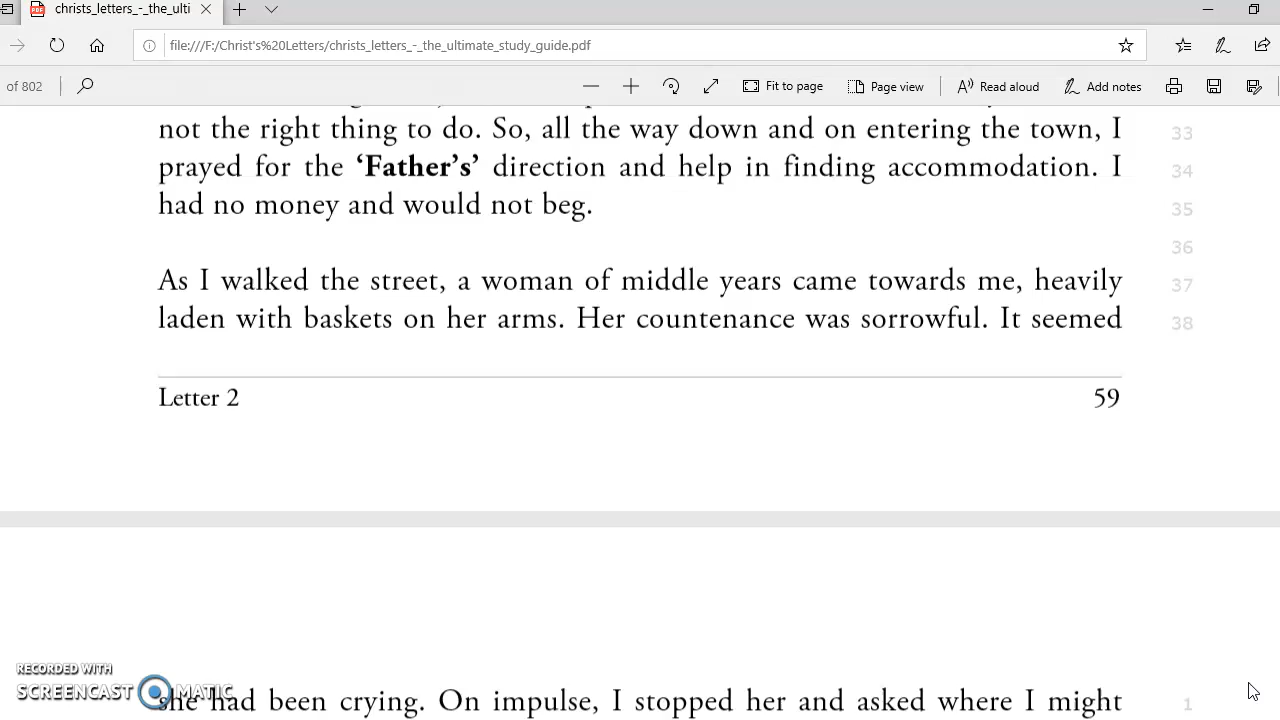 christs_letters_-_the_ulti
file:///F:/Christ's%20Letters/christs_letters_-_the_ultimate_study_guide.pdf
of 802
Fit to page
Page view
Read aloud
Add notes
not the right thing to do. So, all the way down and on entering the town, I 33
prayed for the ‘Father’s’ direction and help in finding accommodation. I 34
had no money and would not beg. 35
36
As I walked the street, a woman of middle years came towards me, heavily 37
laden with baskets on her arms. Her countenance was sorrowful. It seemed 38
Letter 2 59
RECORDED WITH
SCREENCAST MATIC
she had been crying. On impulse, I stopped her and asked where I might 1